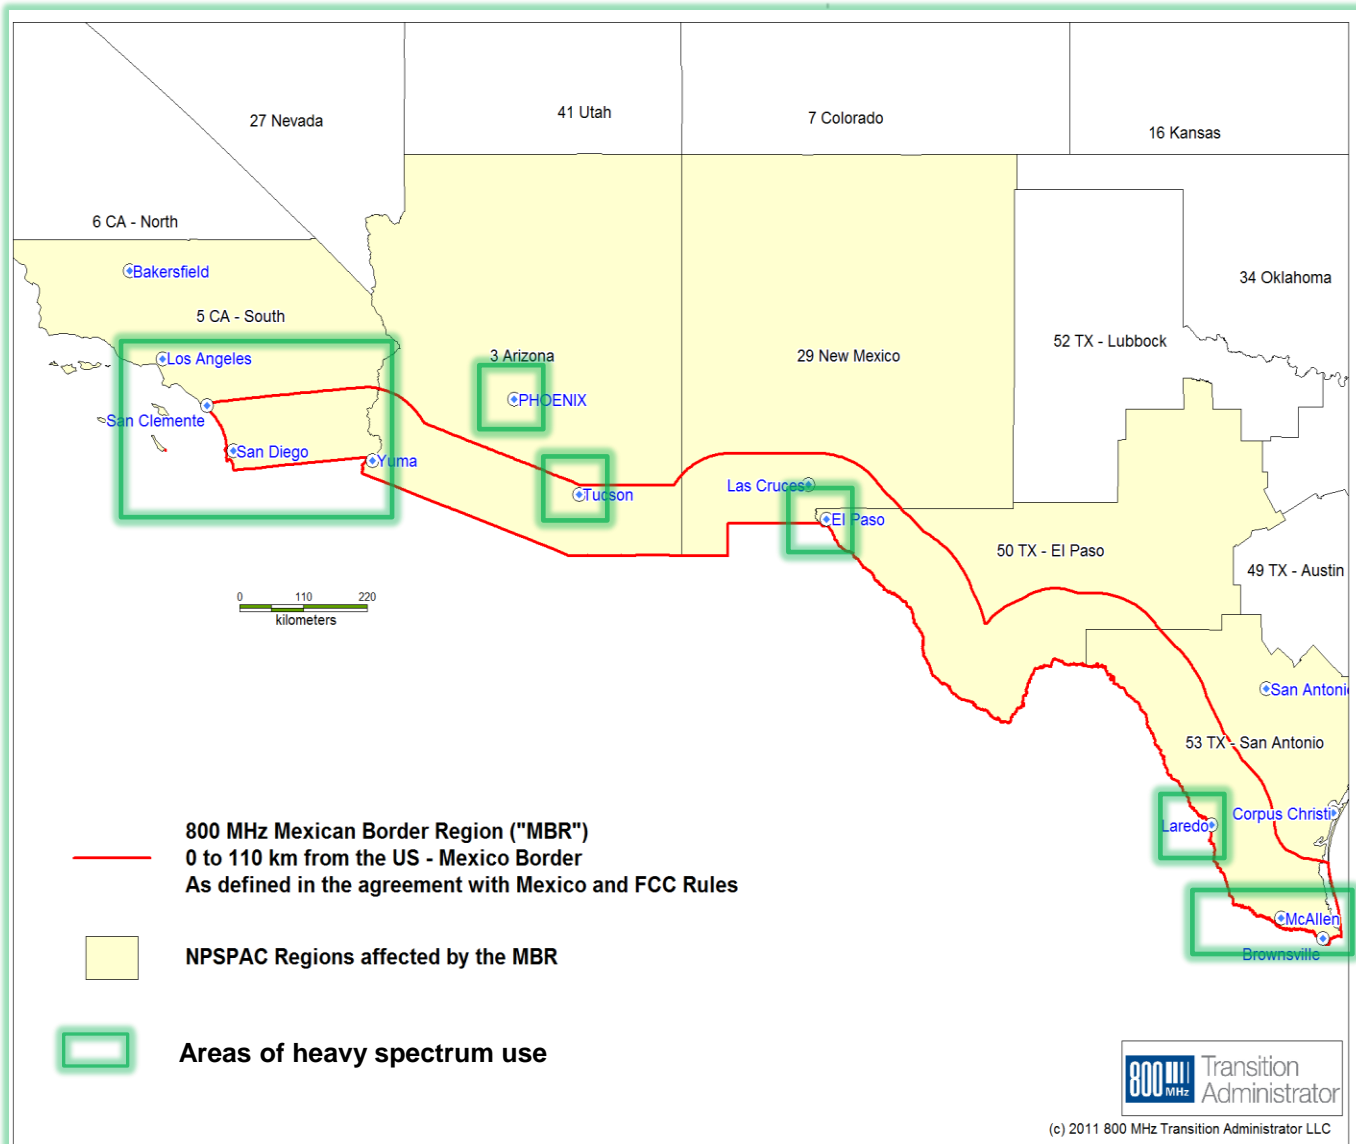 27 Nevada
41 Utah
7 Colorado
16 Kansas
6 CA - North
Bakersfield
34 Oklahoma
5 CA - South
52 TX - Lubbock
Los Angeles
3 Arizona
29 New Mexico
PHOENIX
San Clemente
San Diego
Yuma
Las Cruces
Tucson
El Paso
50 TX - El Paso
49 TX - Austin
0 110 220
kilometers
San Antoni
53 TX - San Antonio
Corpus Christi
Laredo
800 MHz Mexican Border Region ("MBR")
0 to 110 km from the US - Mexico Border
As defined in the agreement with Mexico and FCC Rules
McAllen
Brownsville
NPSPAC Regions affected by the MBR
Areas of heavy spectrum use
800 MHz
Transition
Administrator
(c) 2011 800 MHz Transition Administrator LLC